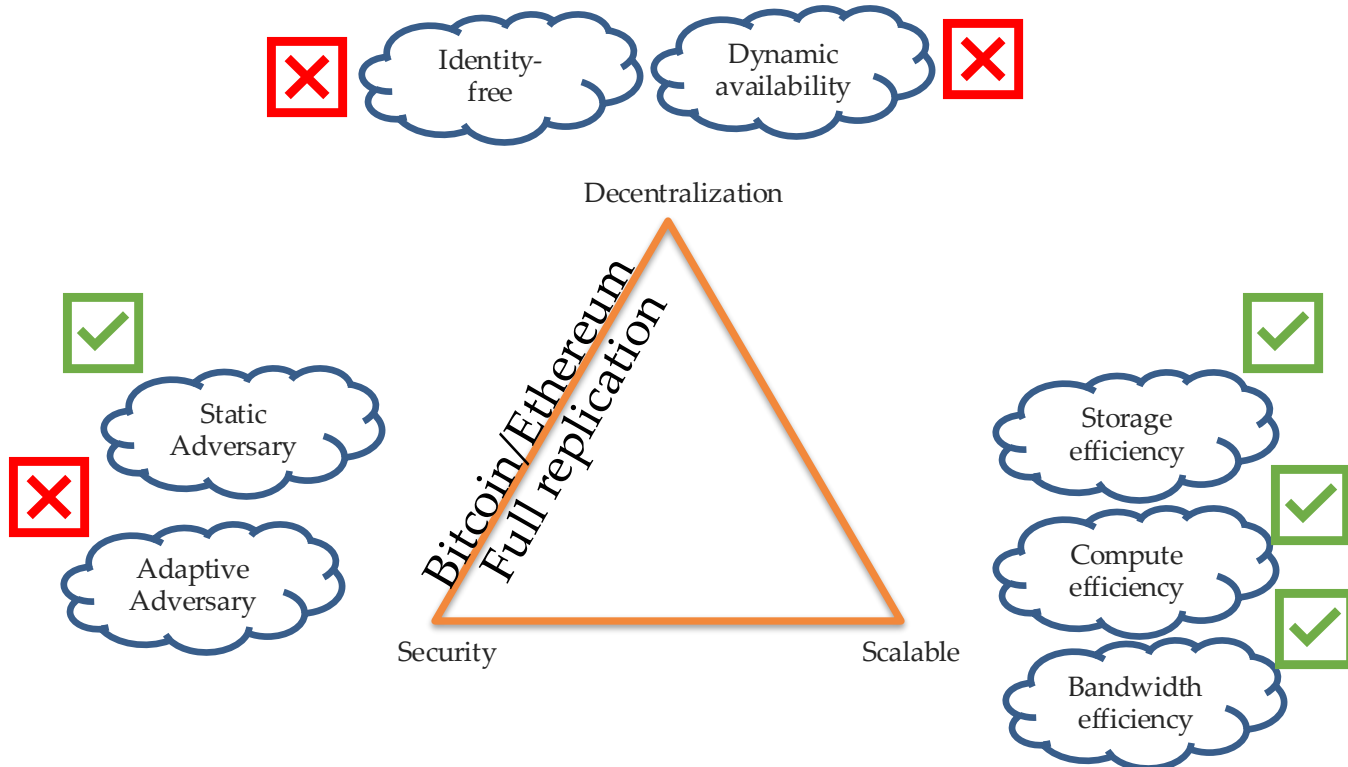 Identity-
free
Dynamic
availability
Decentralization
Bitcoin/Ethereum
Full replication
Static
Adversary
Adaptive
Adversary
Storage
efficiency
Compute
efficiency
Bandwidth
efficiency
Security
Scalable